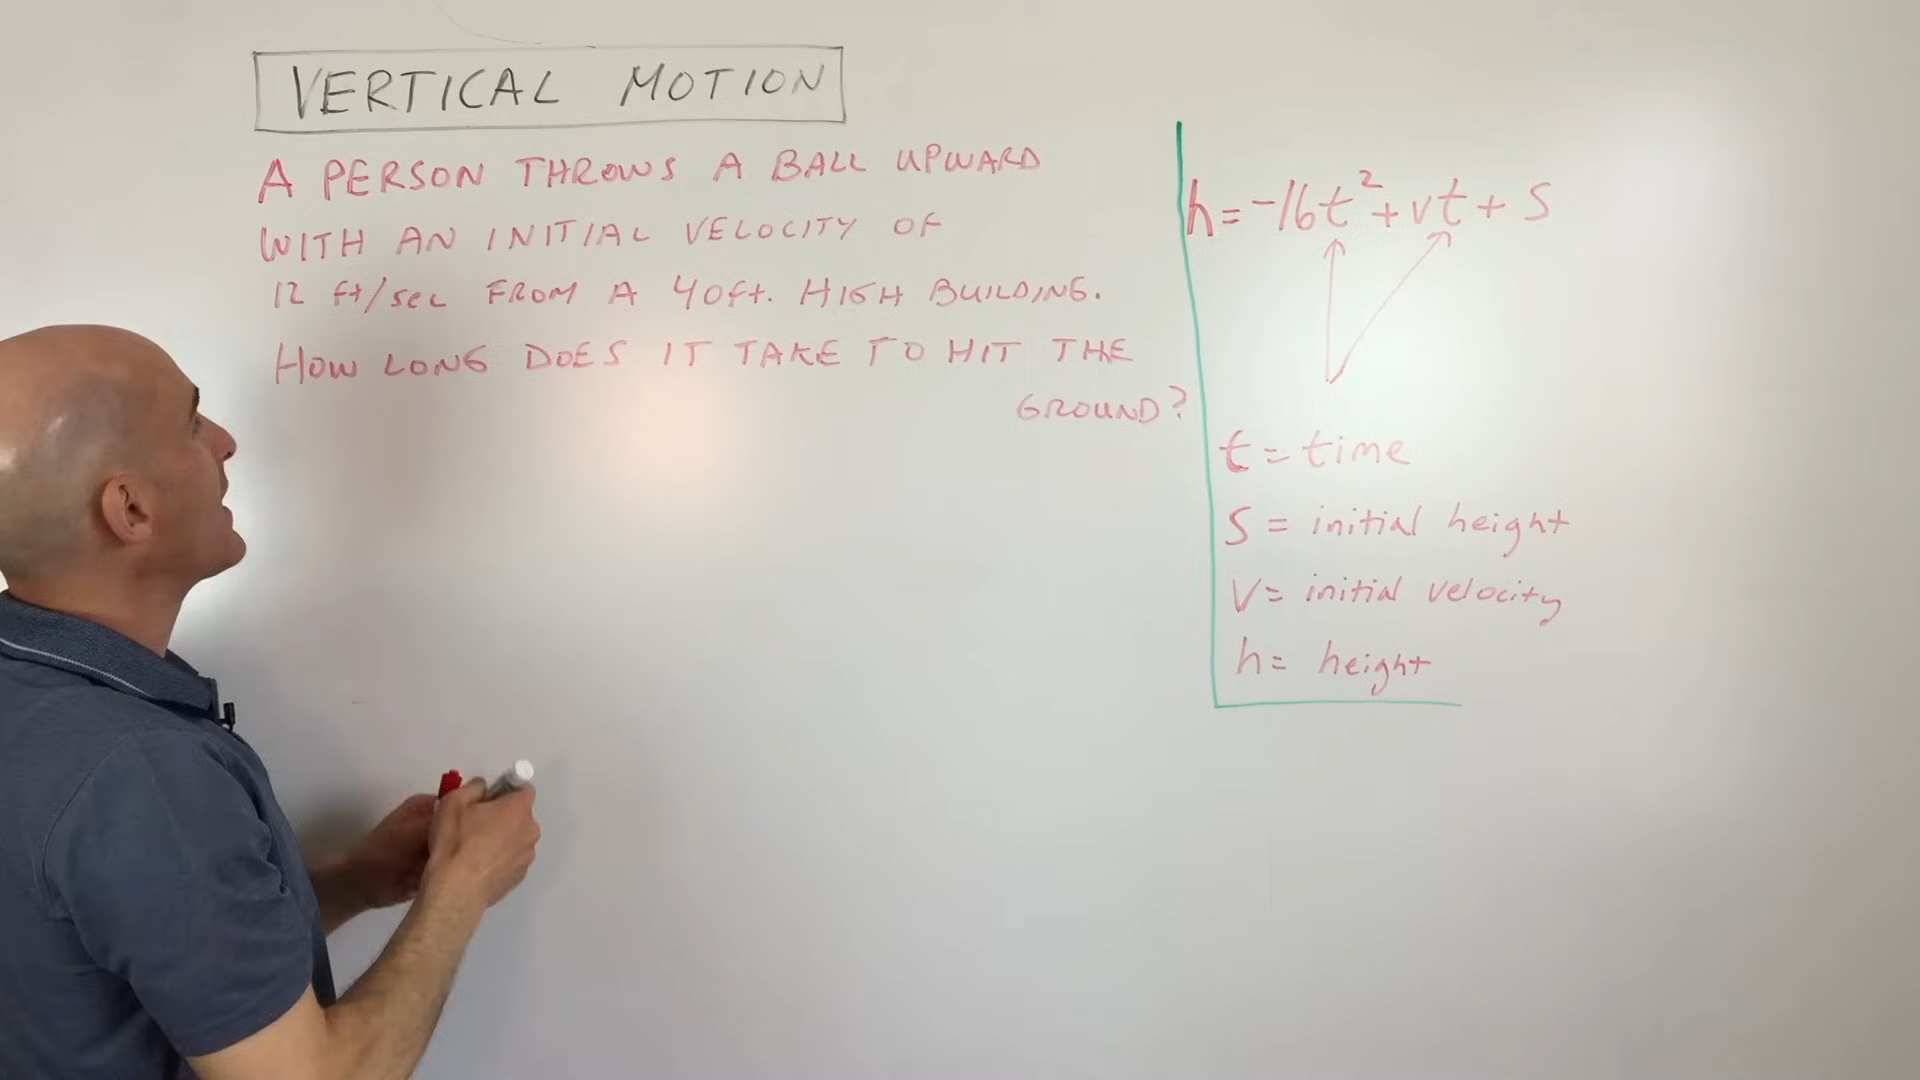 VERTICAL MOTION
A PERSON THROWS A BALL UPWARD
WITH AN INITIAL VELOCITY OF
12 ft/sec FROM A 40ft. HIGH BUILDING.
HOW LONG DOES IT TAKE TO HIT THE
GROUND?
h=-16t²+vt+s
t=time
s = initial height
v= initial velocity
h= height